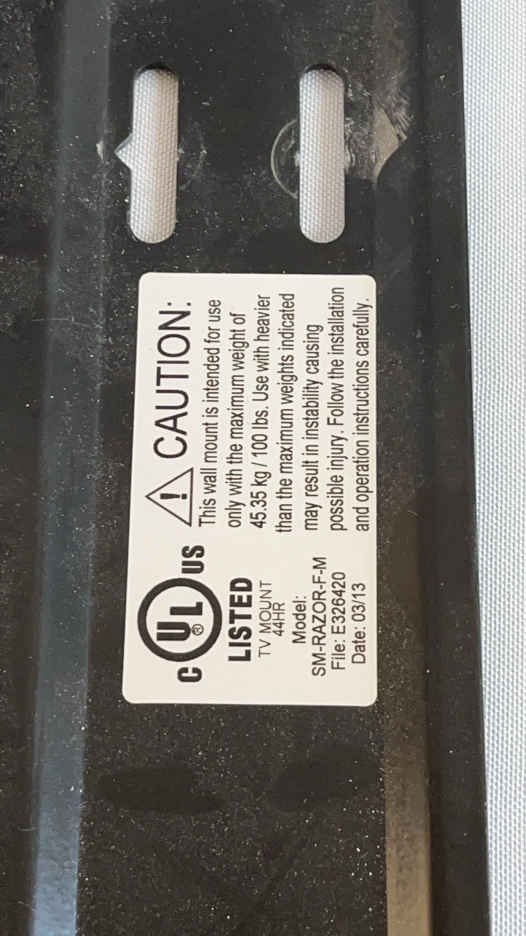 C UL ® US
LISTED
TV MOUNT
44HR
Model:
SM-RAZOR-F-M
File: E326420
Date: 03/13
CAUTION:
This wall mount is intended for use
only with the maximum weight of
45.35 kg / 100 lbs. Use with heavier
than the maximum weights indicated
may result in instability causing
possible injury. Follow the installation
and operation instructions carefully.